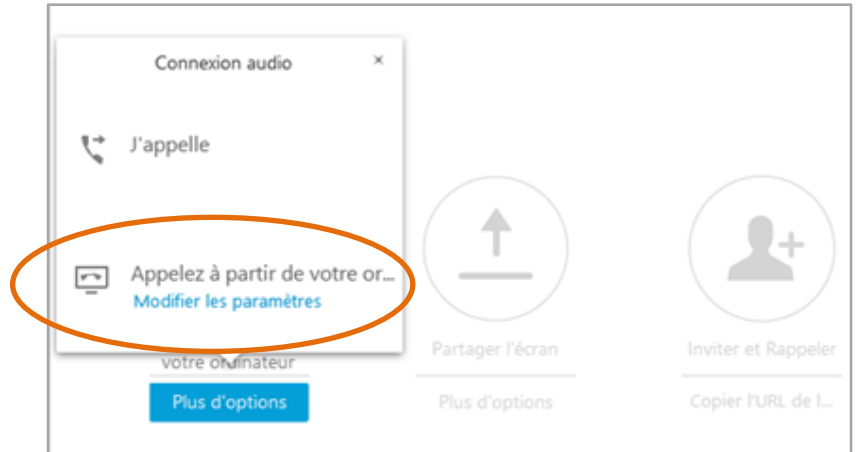 Connexion audio
J'appelle
Appelez à partir de votre or...
Modifier les paramètres
votre ordinateur
Plus d'options
Partager l'écran
Plus d'options
Inviter et Rappeler
Copier l'URL de l...